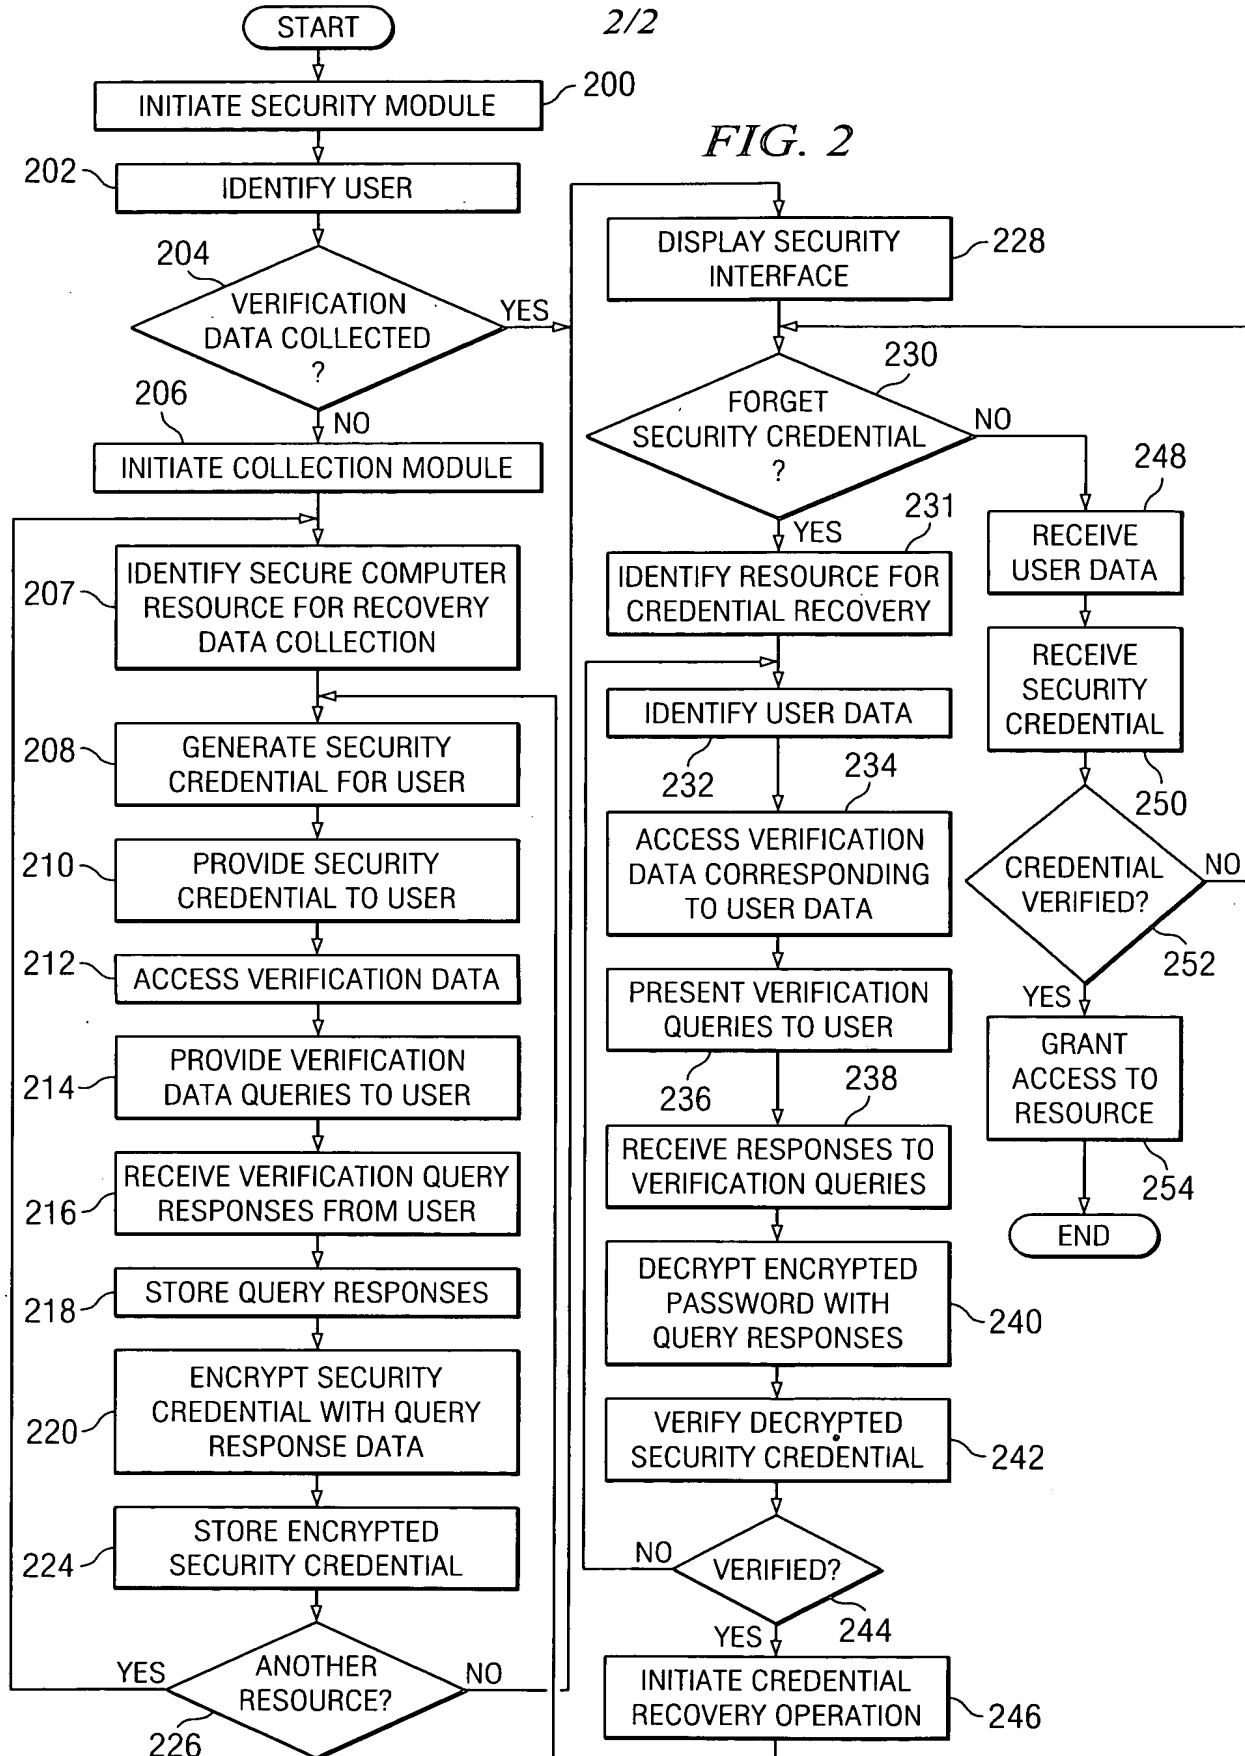 START
2/2
INITIATE SECURITY MODULE
200
FIG. 2
202
IDENTIFY USER
204
VERIFICATION
DATA COLLECTED
?
YES
206
NO
INITIATE COLLECTION MODULE
207
IDENTIFY SECURE COMPUTER
RESOURCE FOR RECOVERY
DATA COLLECTION
208
GENERATE SECURITY
CREDENTIAL FOR USER
210
PROVIDE SECURITY
CREDENTIAL TO USER
212
ACCESS VERIFICATION DATA
214
PROVIDE VERIFICATION
DATA QUERIES TO USER
216
RECEIVE VERIFICATION QUERY
RESPONSES FROM USER
218
STORE QUERY RESPONSES
220
ENCRYPT SECURITY
CREDENTIAL WITH QUERY
RESPONSE DATA
224
STORE ENCRYPTED
SECURITY CREDENTIAL
YES
ANOTHER
RESOURCE?
NO
226
DISPLAY SECURITY
INTERFACE
228
230
FORGET
SECURITY CREDENTIAL
?
NO
YES
231
IDENTIFY RESOURCE FOR
CREDENTIAL RECOVERY
IDENTIFY USER DATA
232
234
ACCESS VERIFICATION
DATA CORRESPONDING
TO USER DATA
PRESENT VERIFICATION
QUERIES TO USER
236
238
RECEIVE RESPONSES TO
VERIFICATION QUERIES
DECRYPT ENCRYPTED
PASSWORD WITH
QUERY RESPONSES
240
VERIFY DECRYPTED
SECURITY CREDENTIAL
242
NO
VERIFIED?
244
YES
INITIATE CREDENTIAL
RECOVERY OPERATION
246
248
RECEIVE
USER DATA
RECEIVE
SECURITY
CREDENTIAL
250
CREDENTIAL
VERIFIED?
NO
252
YES
GRANT
ACCESS TO
RESOURCE
254
END